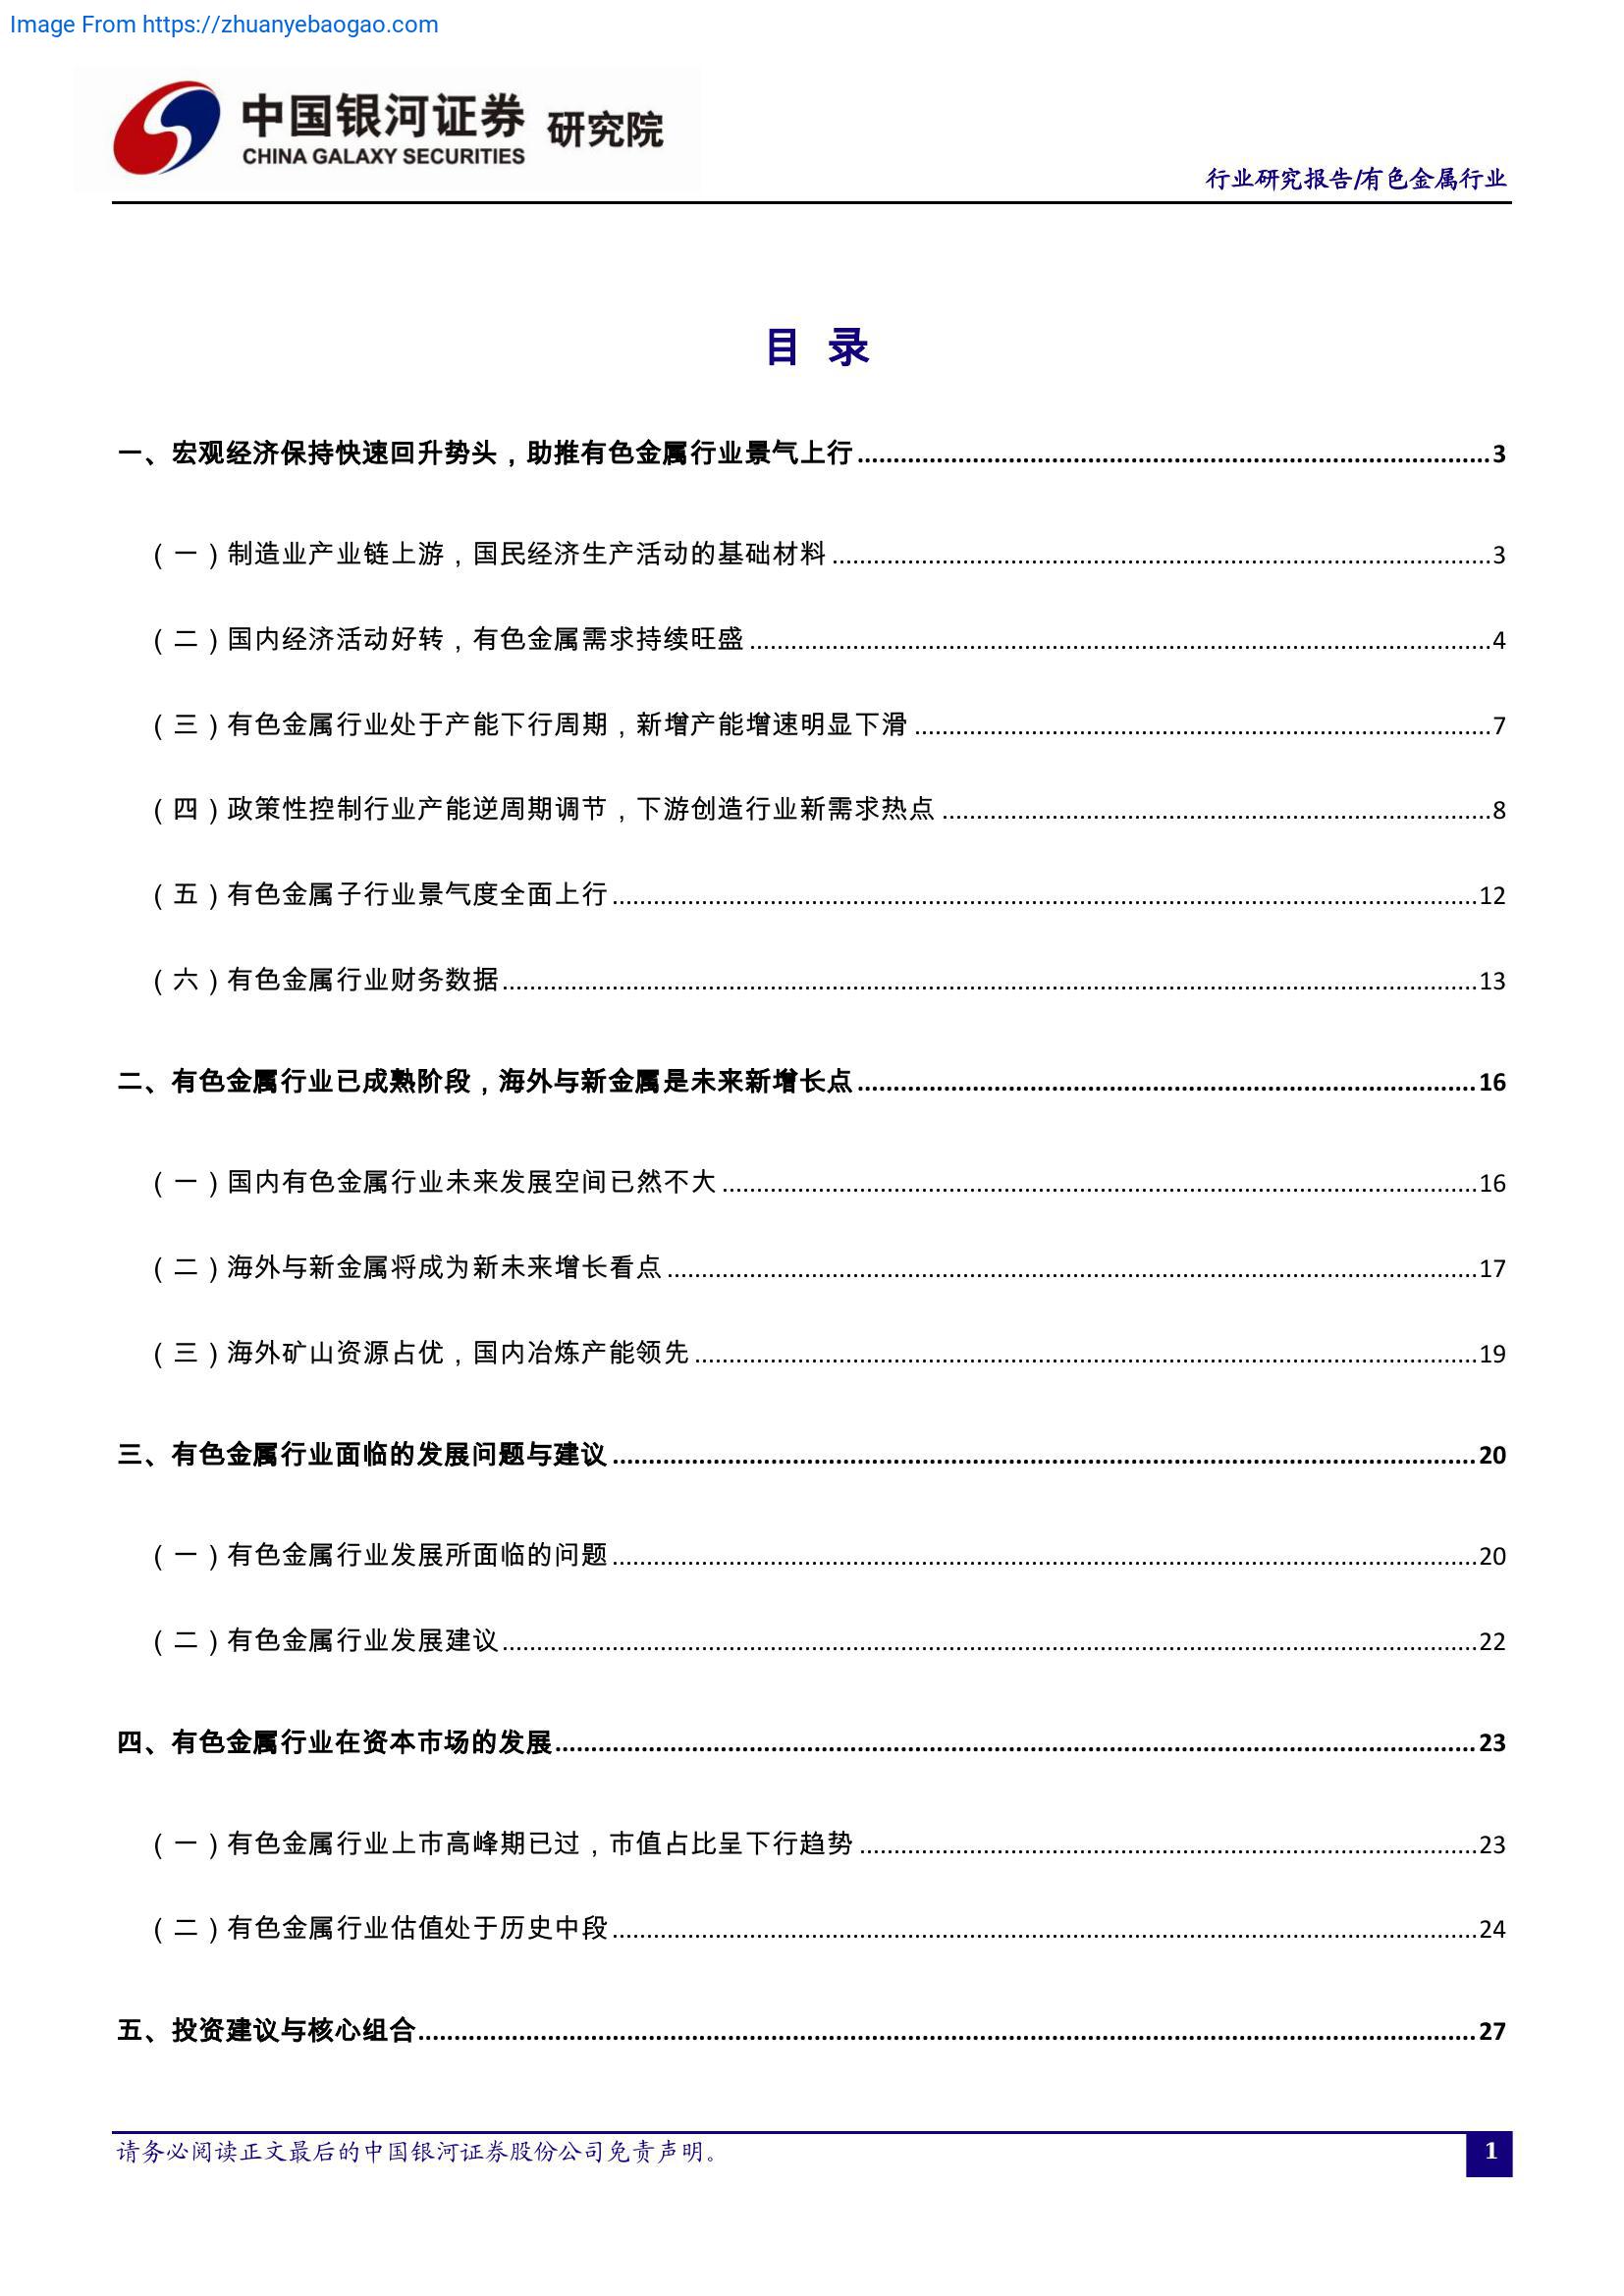 Image From https://zhuanyebaogao.com
中国银河证券 研究院
CHINA GALAXY SECURITIES
行业研究报告/有色金属行业
目 录
一、宏观经济保持快速回升势头，助推有色金属行业景气上行................3
（一）制造业产业链上游，国民经济生产活动的基础材料................3
（二）国内经济活动好转，有色金属需求持续旺盛................4
（三）有色金属行业处于产能下行周期，新增产能增速明显下滑................7
（四）政策性控制行业产能逆周期调节，下游创造行业新需求热点................8
（五）有色金属子行业景气度全面上行................12
（六）有色金属行业财务数据................13
二、有色金属行业已成熟阶段，海外与新金属是未来新增长点................16
（一）国内有色金属行业未来发展空间已然不大................16
（二）海外与新金属将成为新未来增长看点................17
（三）海外矿山资源占优，国内冶炼产能领先................19
三、有色金属行业面临的发展问题与建议................20
（一）有色金属行业发展所面临的问题................20
（二）有色金属行业发展建议................22
四、有色金属行业在资本市场的发展................23
（一）有色金属行业上市高峰期已过，市值占比呈下行趋势................23
（二）有色金属行业估值处于历史中段................24
五、投资建议与核心组合................27
请务必阅读正文最后的中国银河证券股份公司免责声明。
1